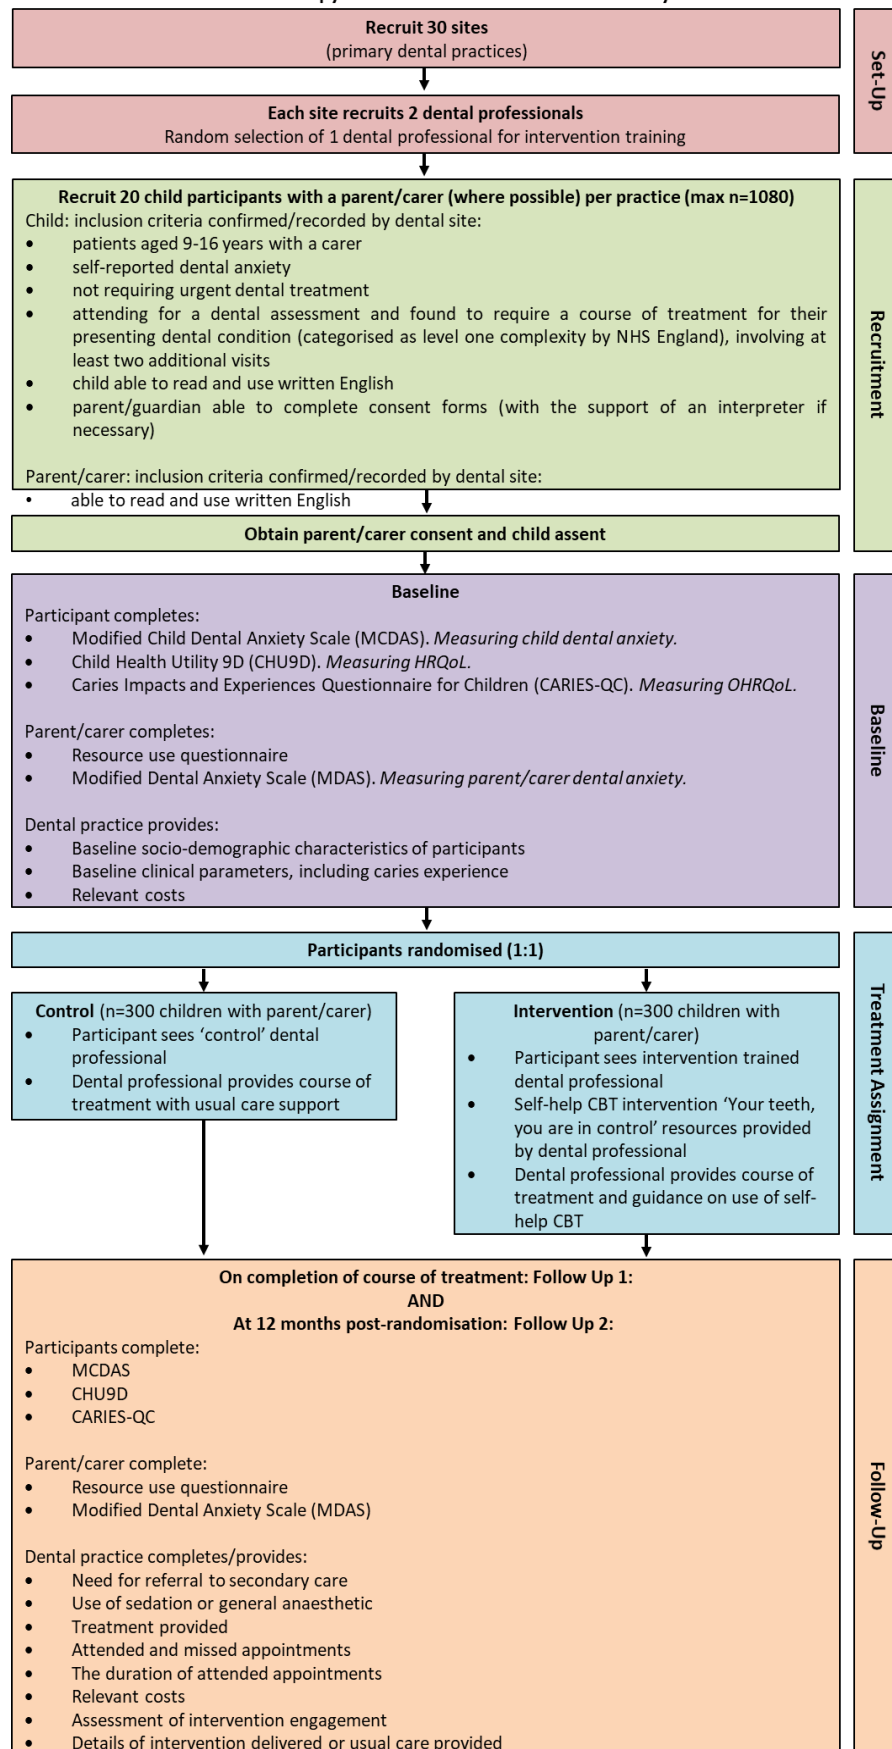 Recruit 30 sites
(primary dental practices)
Set-Up
Each site recruits 2 dental professionals
Random selection of 1 dental professional for intervention training
Recruit 20 child participants with a parent/carer (where possible) per practice (max n=1080)
Child: inclusion criteria confirmed/recorded by dental site:
• patients aged 9-16 years with a carer
• self-reported dental anxiety
• not requiring urgent dental treatment
• attending for a dental assessment and found to require a course of treatment for their
presenting dental condition (categorised as level one complexity by NHS England), involving at
least two additional visits
• child able to read and use written English
• parent/guardian able to complete consent forms (with the support of an interpreter if
necessary)
Parent/carer: inclusion criteria confirmed/recorded by dental site:
• able to read and use written English
Recruitment
Obtain parent/carer consent and child assent
Baseline
Participant completes:
• Modified Child Dental Anxiety Scale (MCDAS). Measuring child dental anxiety.
• Child Health Utility 9D (CHU9D). Measuring HRQoL.
• Caries Impacts and Experiences Questionnaire for Children (CARIES-QC). Measuring OHRQoL.
Parent/carer completes:
• Resource use questionnaire
• Modified Dental Anxiety Scale (MDAS). Measuring parent/carer dental anxiety.
Dental practice provides:
• Baseline socio-demographic characteristics of participants
• Baseline clinical parameters, including caries experience
• Relevant costs
Baseline
Participants randomised (1:1)
Control (n=300 children with parent/carer)
• Participant sees ‘control’ dental
professional
• Dental professional provides course of
treatment with usual care support
Intervention (n=300 children with
parent/carer)
• Participant sees intervention trained
dental professional
• Self-help CBT intervention ‘Your teeth,
you are in control’ resources provided
by dental professional
• Dental professional provides course of
treatment and guidance on use of self-
help CBT
Treatment Assignment
On completion of course of treatment: Follow Up 1:
AND
At 12 months post-randomisation: Follow Up 2:
Participants complete:
• MCDAS
• CHU9D
• CARIES-QC
Parent/carer complete:
• Resource use questionnaire
• Modified Dental Anxiety Scale (MDAS)
Dental practice completes/provides:
• Need for referral to secondary care
• Use of sedation or general anaesthetic
• Treatment provided
• Attended and missed appointments
• The duration of attended appointments
• Relevant costs
• Assessment of intervention engagement
• Details of intervention delivered or usual care provided
Follow-Up